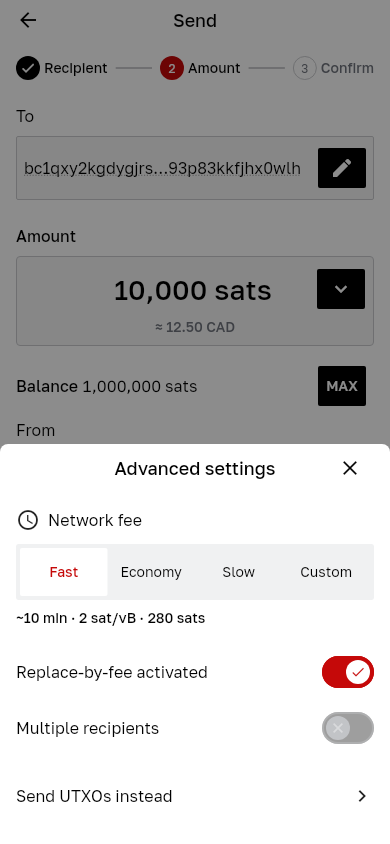 Send
Recipient 2 Amount 3 Confirm
To
bc1qxy2kgdygjrs...93p83kkfjhx0wlh
Amount
10,000 sats
≈ 12.50 CAD
Balance 1,000,000 sats MAX
From
Advanced settings
Network fee
Fast Economy Slow Custom
~10 min · 2 sat/vB · 280 sats
Replace-by-fee activated
Multiple recipients
Send UTXOs instead